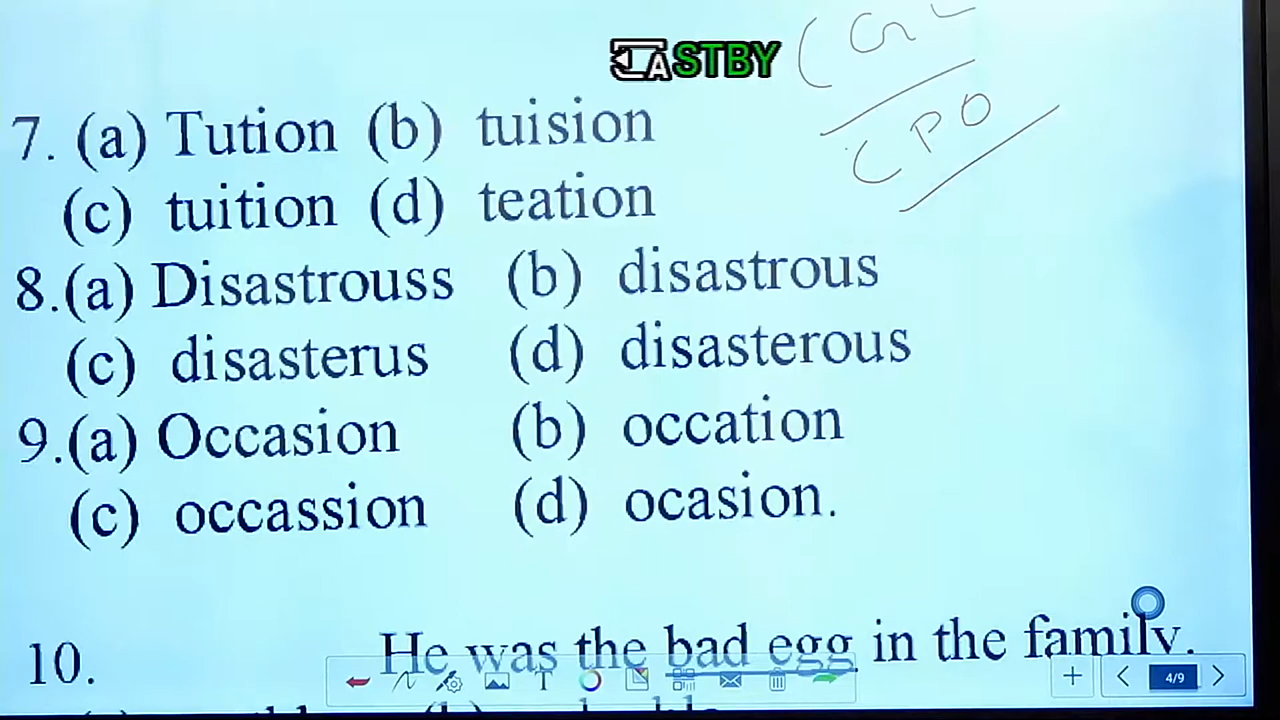 STBY
CPO
7. (a) Tution (b) tuision
(c) tuition (d) teation
8.(a) Disastrouss (b) disastrous
(c) disasterus (d) disasterous
9.(a) Occasion (b) occation
(c) occassion (d) ocasion.
10. He was the bad egg in the family.
4/9